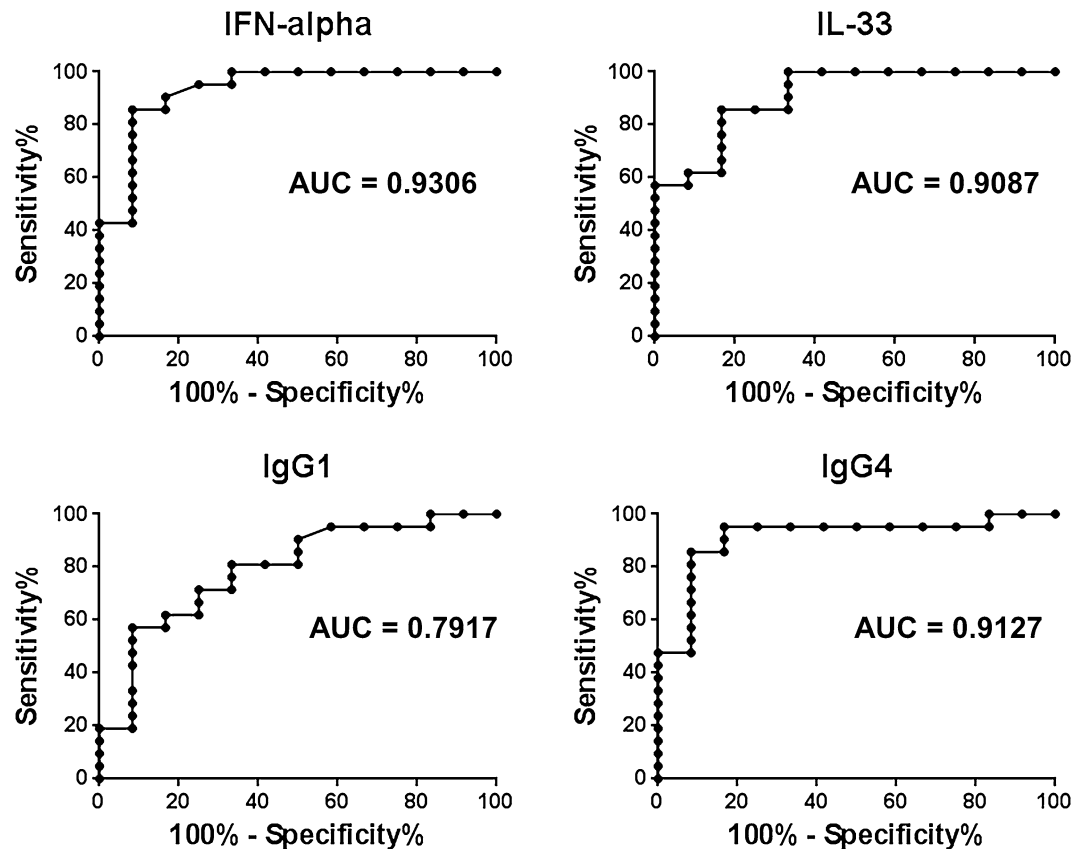 IFN-alpha
100
80
60
40
20
0
Sensitivity%
AUC = 0.9306
0 20 40 60 80 100
100% - Specificity%
IL-33
100
80
60
40
20
0
Sensitivity%
AUC = 0.9087
0 20 40 60 80 100
100% - Specificity%
IgG1
100
80
60
40
20
0
Sensitivity%
AUC = 0.7917
0 20 40 60 80 100
100% - Specificity%
IgG4
100
80
60
40
20
0
Sensitivity%
AUC = 0.9127
0 20 40 60 80 100
100% - Specificity%